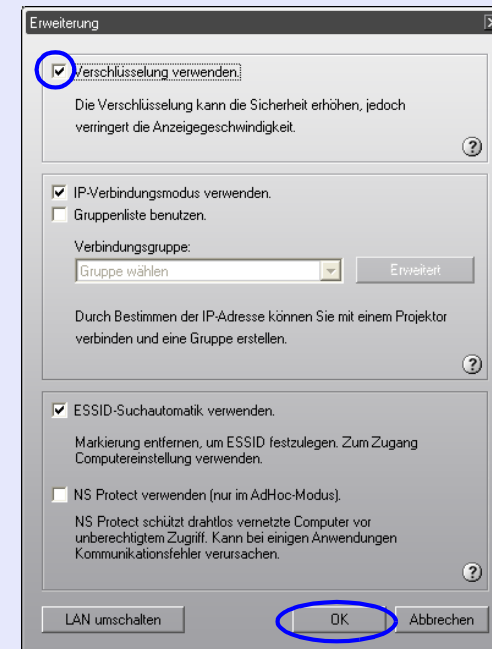 Erweiterung
Verschlüsselung verwenden.
Die Verschlüsselung kann die Sicherheit erhöhen, jedoch
verringert die Anzeigegeschwindigkeit.
?
IP-Verbindungsmodus verwenden.
Gruppenliste benutzen.
Verbindungsgruppe:
Gruppe wählen
Erweitert
Durch Bestimmen der IP-Adresse können Sie mit einem Projektor
verbinden und eine Gruppe erstellen.
?
ESSID-Suchautomatik verwenden.
Markierung entfernen, um ESSID festzulegen. Zum Zugang
Computereinstellung verwenden.
NS Protect verwenden (nur im AdHoc-Modus).
NS Protect schützt drahtlos vernetzte Computer vor
unberechtigtem Zugriff. Kann bei einigen Anwendungen
Kommunikationsfehler verursachen.
?
LAN umschalten
OK
Abbrechen